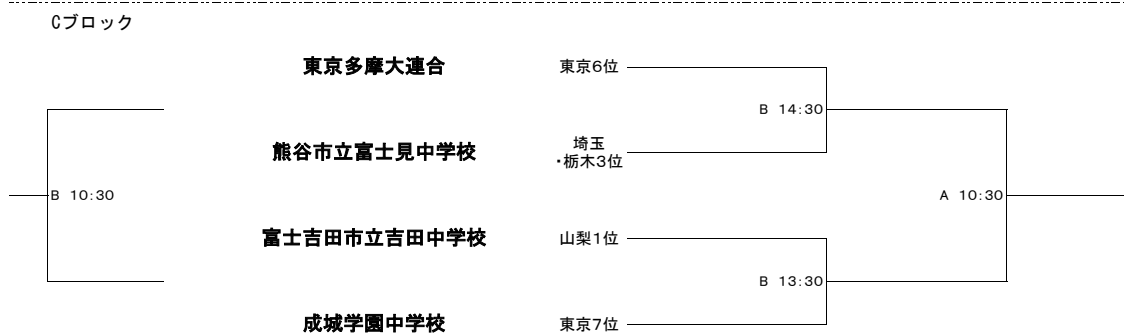 Cブロック
東京多摩大連合 東京6位
B 14:30
熊谷市立富士見中学校 埼玉
・栃木3位
B 10:30
A 10:30
富士吉田市立吉田中学校 山梨1位
B 13:30
成城学園中学校 東京7位